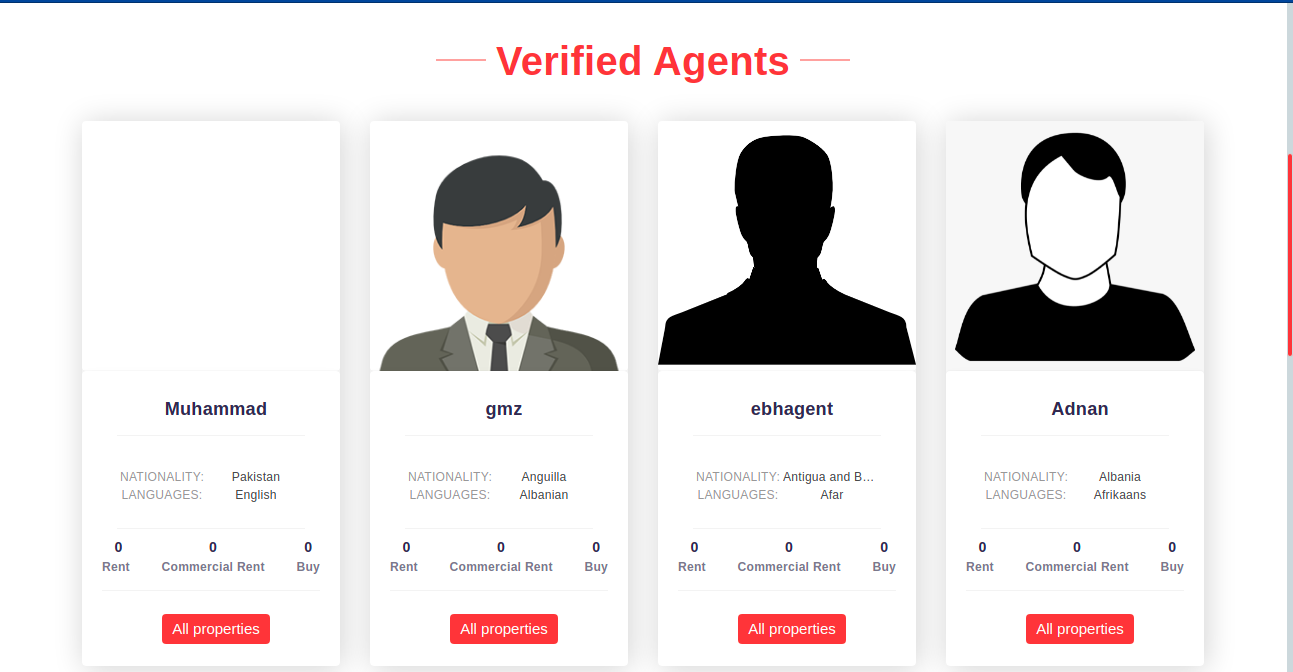 Verified Agents
Muhammad
NATIONALITY: Pakistan
LANGUAGES: English
0 0 0
Rent Commercial Rent Buy
All properties
gmz
NATIONALITY: Anguilla
LANGUAGES: Albanian
0 0 0
Rent Commercial Rent Buy
All properties
ebhagent
NATIONALITY: Antigua and B...
LANGUAGES: Afar
0 0 0
Rent Commercial Rent Buy
All properties
Adnan
NATIONALITY: Albania
LANGUAGES: Afrikaans
0 0 0
Rent Commercial Rent Buy
All properties